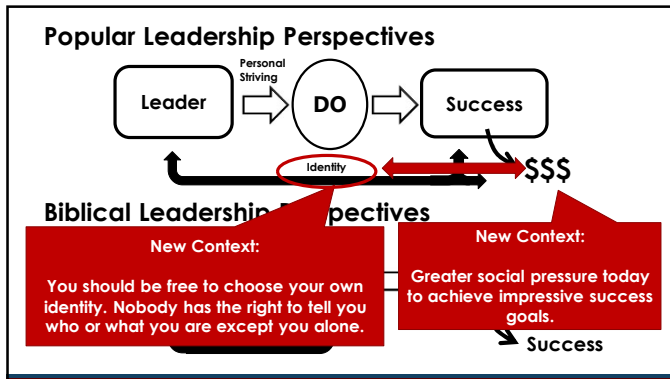 Popular Leadership Perspectives
Personal
Striving
Leader
DO
Success
Identity
$$$
Biblical Leadership Perspectives
New Context:
You should be free to choose your own
identity. Nobody has the right to tell you
who or what you are except you alone.
New Context:
Greater social pressure today
to achieve impressive success
goals.
Success